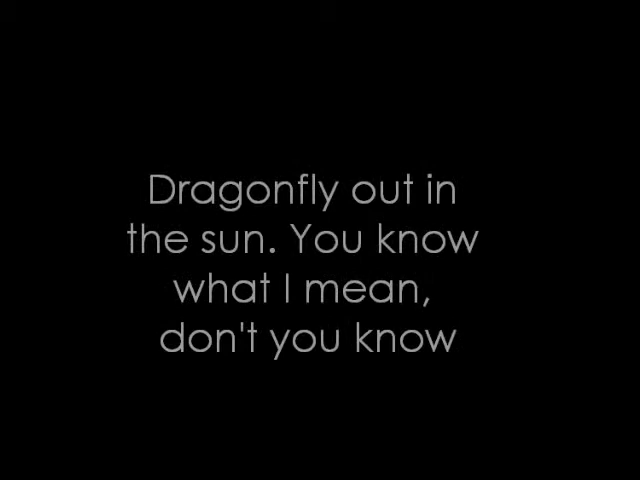 Dragonfly out in
the sun. You know
what I mean,
don't you know